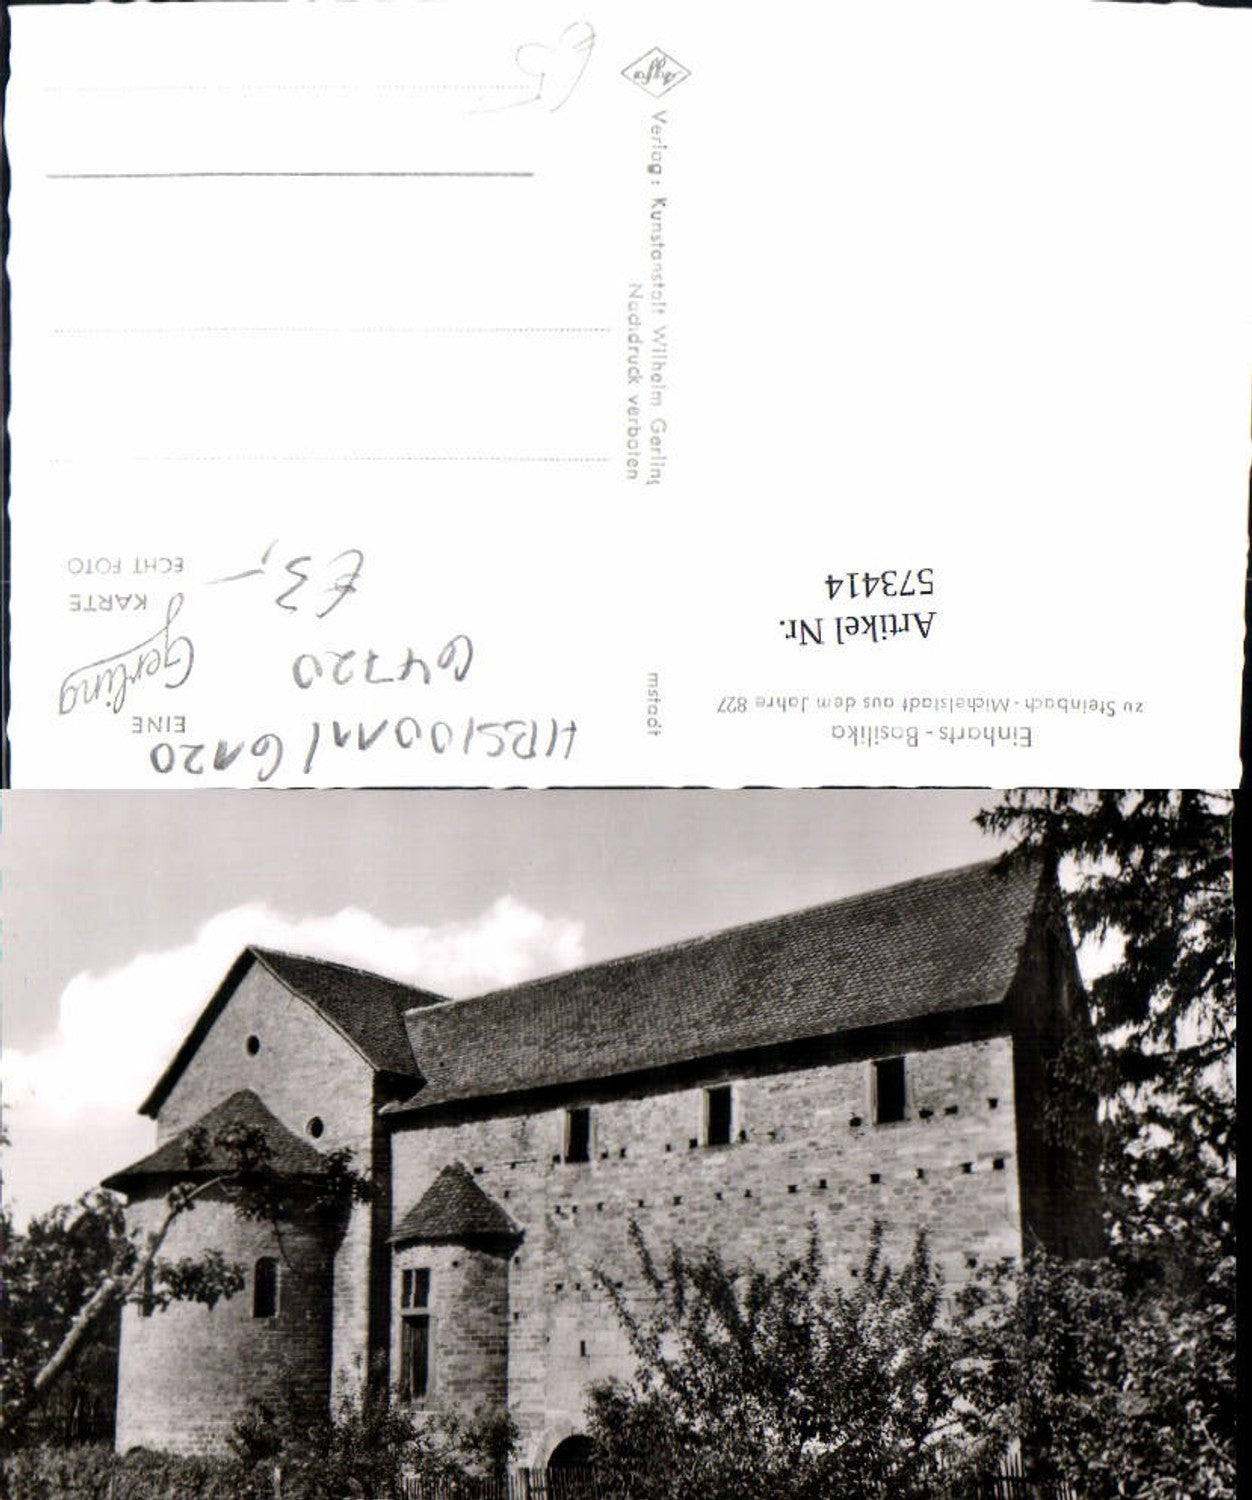 Einharts - Basilika
zu Steinbach - Michelstadt aus dem Jahre 827
Artikel Nr.
573414
Agfa
Verlag: Kunstanstalt Wilhelm Gerling
mstadt
Nachdruck verboten
EINE
Gerling
KARTE
ECHT FOTO
64720
€3,-